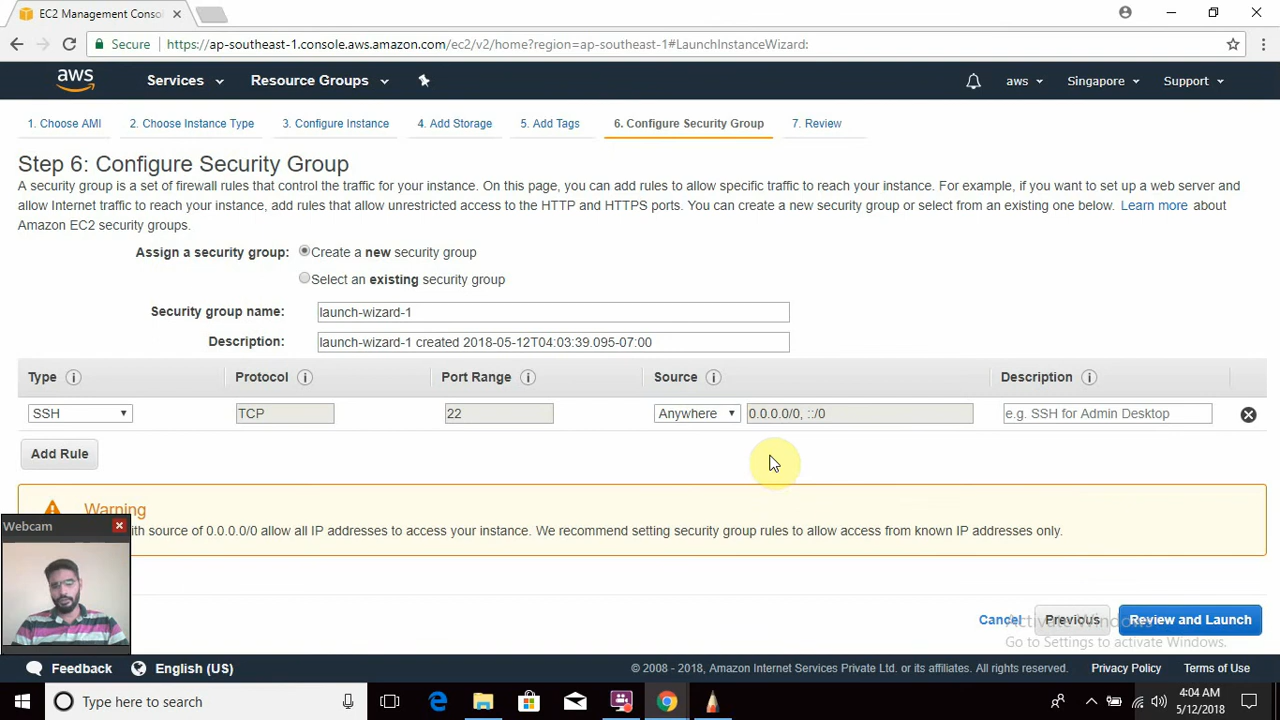 EC2 Management Conso
Secure
https://ap-southeast-1.console.aws.amazon.com/ec2/v2/home?region=ap-southeast-1#LaunchInstanceWizard:
aws
Services
Resource Groups
aws
Singapore
Support
1. Choose AMI
2. Choose Instance Type
3. Configure Instance
4. Add Storage
5. Add Tags
6. Configure Security Group
7. Review
Step 6: Configure Security Group
A security group is a set of firewall rules that control the traffic for your instance. On this page, you can add rules to allow specific traffic to reach your instance. For example, if you want to set up a web server and
allow Internet traffic to reach your instance, add rules that allow unrestricted access to the HTTP and HTTPS ports. You can create a new security group or select from an existing one below. Learn more about
Amazon EC2 security groups.
Assign a security group:
Create a new security group
Select an existing security group
Security group name:
launch-wizard-1
Description:
launch-wizard-1 created 2018-05-12T04:03:39.095-07:00
Type
Protocol
Port Range
Source
Description
SSH
TCP
22
Anywhere
0.0.0.0/0, ::/0
e.g. SSH for Admin Desktop
Add Rule
Warning
Webcam
th source of 0.0.0.0/0 allow all IP addresses to access your instance. We recommend setting security group rules to allow access from known IP addresses only.
Cancel
Previous
Review and Launch
Activate Windows
Go to Settings to activate Windows.
Feedback
English (US)
© 2008 - 2018, Amazon Internet Services Private Ltd. or its affiliates. All rights reserved.
Privacy Policy
Terms of Use
Type here to search
4:04 AM
5/12/2018